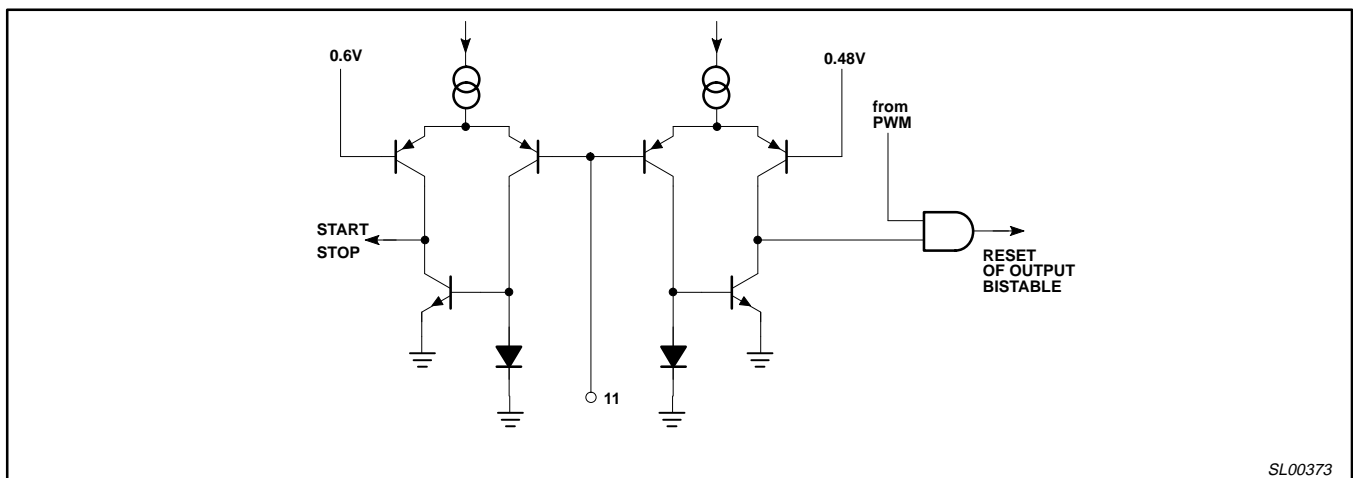 0.6V
0.48V
from
PWM
START
STOP
RESET
OF OUTPUT
BISTABLE
11
SL00373